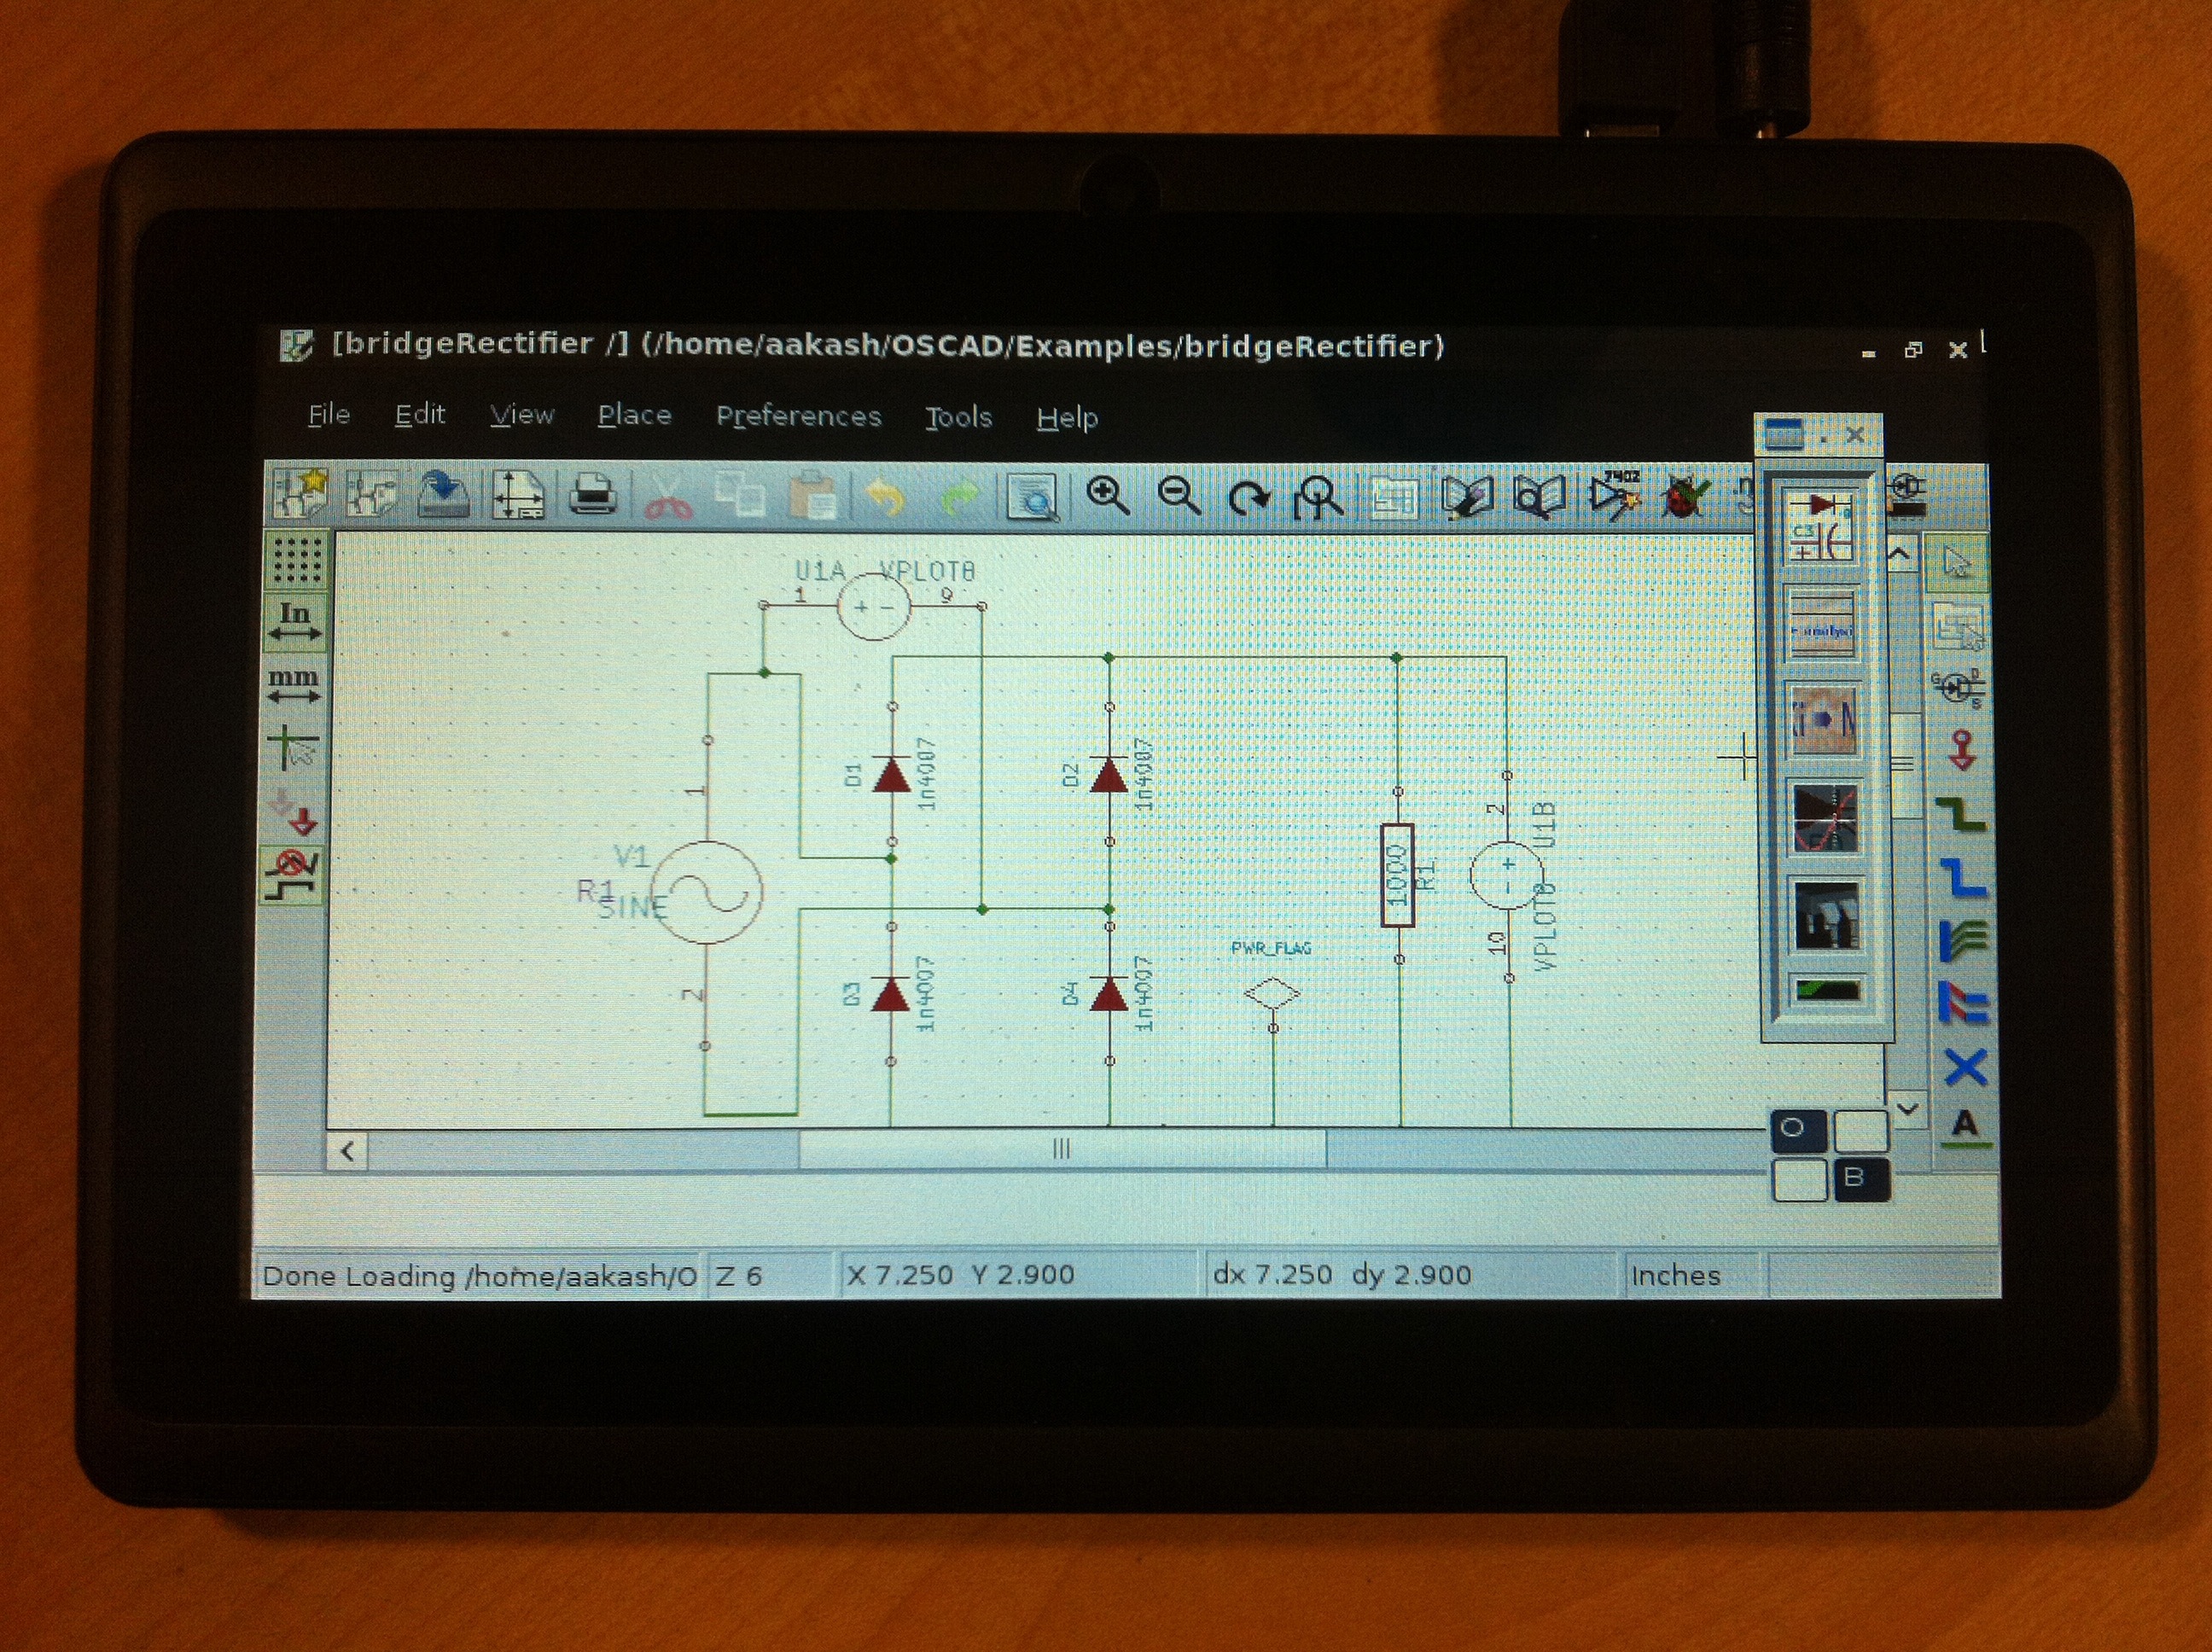 [bridgeRectifier /] (/home/aakash/OSCAD/Examples/bridgeRectifier)
File Edit View Place Preferences Tools Help
7402
In
mm
U1A VPLOT8
1 9
D1
1n4007
D2
1n4007
1
V1
R1
SINE
2
D3
1n4007
D4
1n4007
PWR_FLAG
1000
R1
2
U1B
VPLOT8
10
G D S
C3
A
O
B
Done Loading /home/aakash/O Z 6 X 7.250 Y 2.900 dx 7.250 dy 2.900 Inches